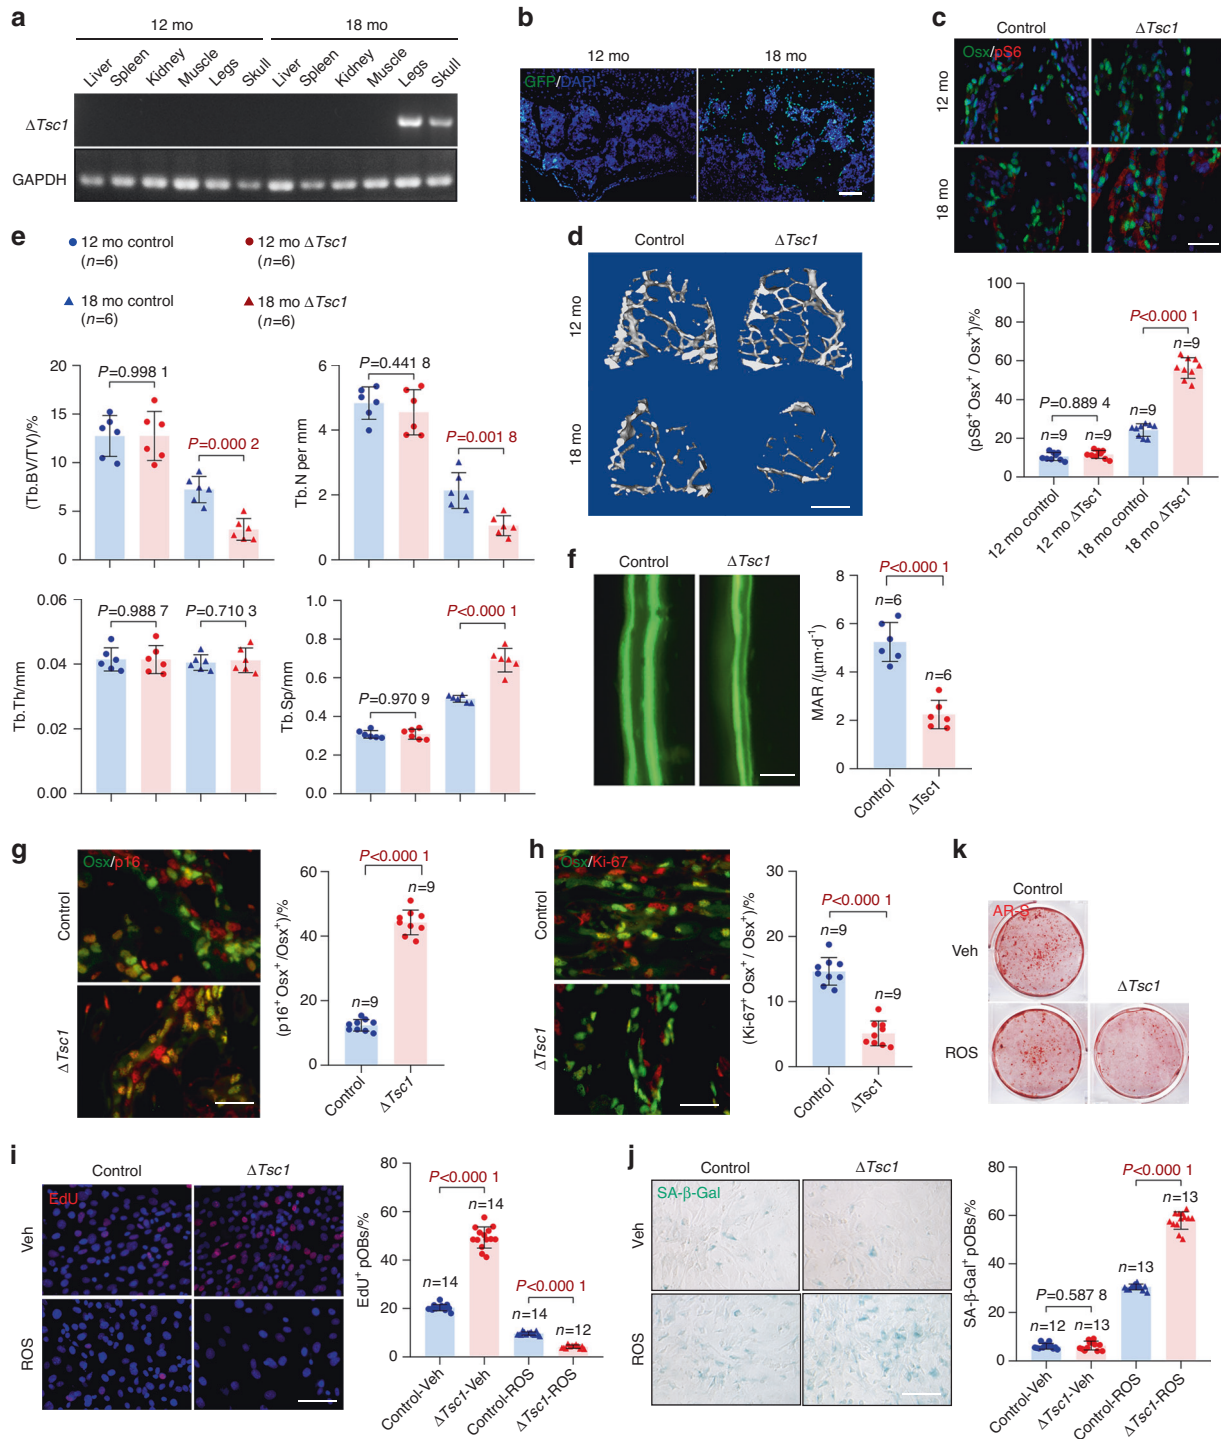 a
12 mo
18 mo
Liver Spleen Kidney Muscle Legs Skull Liver Spleen Kidney Muscle Legs Skull
ΔTsc1
GAPDH
b
12 mo
18 mo
GFP/DAPI
c
Control
ΔTsc1
Osx/pS6
12 mo
18 mo
(pS6⁺ Osx⁺ / Osx⁺)/%
100
80
60
40
20
0
P<0.000 1
n=9
P=0.889 4
n=9
n=9
n=9
12 mo control
12 mo ΔTsc1
18 mo control
18 mo ΔTsc1
d
Control
ΔTsc1
12 mo
18 mo
e
12 mo control
(n=6)
12 mo ΔTsc1
(n=6)
18 mo control
(n=6)
18 mo ΔTsc1
(n=6)
(Tb.BV/TV)/%
20
15
10
5
0
P=0.998 1
P=0.000 2
Tb.N per mm
6
4
2
0
P=0.441 8
P=0.001 8
Tb.Th/mm
0.06
0.04
0.02
0.00
P=0.988 7
P=0.710 3
Tb.Sp/mm
1.0
0.8
0.6
0.4
0.2
0.0
P<0.000 1
P=0.970 9
f
Control
ΔTsc1
MAR /(μm·d⁻¹)
8
6
4
2
0
P<0.000 1
n=6
n=6
Control
ΔTsc1
g
Osx/p16
Control
ΔTsc1
(p16⁺ Osx⁺ /Osx⁺)/%
60
40
20
0
P<0.000 1
n=9
n=9
Control
ΔTsc1
h
Osx/Ki-67
Control
ΔTsc1
(Ki-67⁺ Osx⁺ / Osx⁺)/%
30
15
10
0
P<0.000 1
n=9
n=9
Control
ΔTsc1
k
Control
AR-S
Veh
ΔTsc1
ROS
i
Control
ΔTsc1
EdU
Veh
ROS
EdU⁺ pOBs/%
80
60
40
20
0
P<0.000 1
n=14
n=14
P<0.000 1
n=14
n=12
Control-Veh
ΔTsc1-Veh
Control-ROS
ΔTsc1-ROS
j
Control
ΔTsc1
SA-β-Gal
Veh
ROS
SA-β-Gal⁺ pOBs/%
80
60
40
20
0
P<0.000 1
n=13
n=13
P=0.587 8
n=12
n=13
Control-Veh
ΔTsc1-Veh
Control-ROS
ΔTsc1-ROS